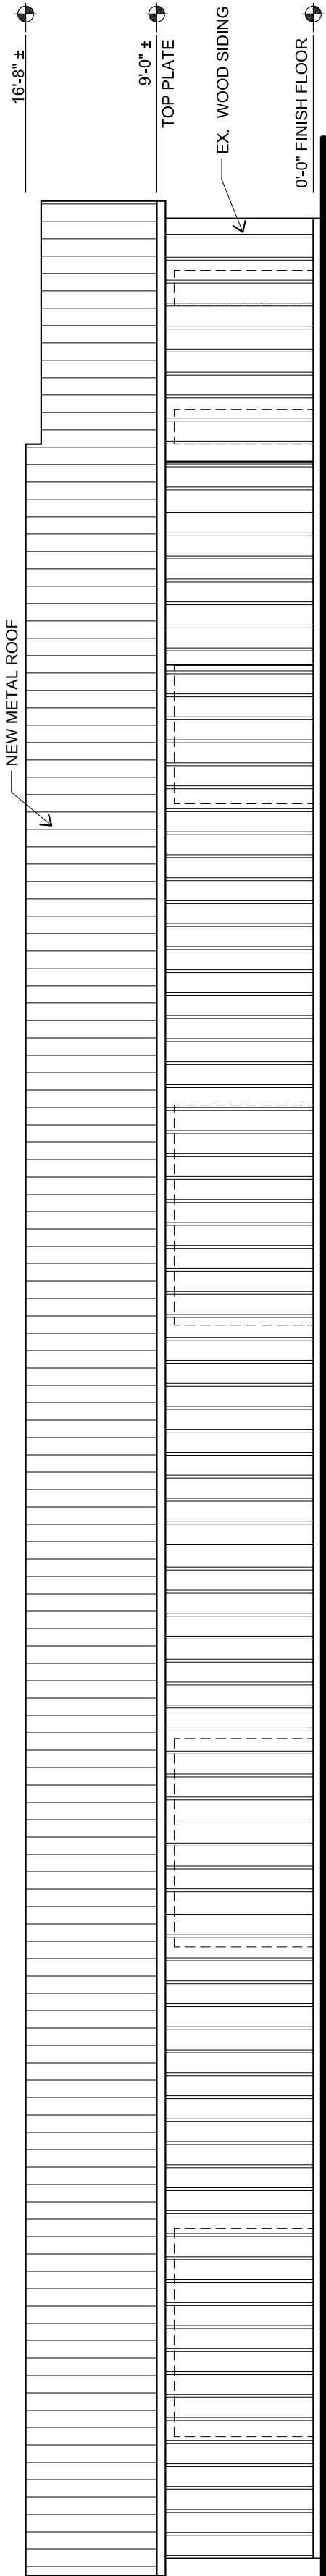 16'-8" ±
9'-0" ±
TOP PLATE
EX. WOOD SIDING
0'-0" FINISH FLOOR
NEW METAL ROOF